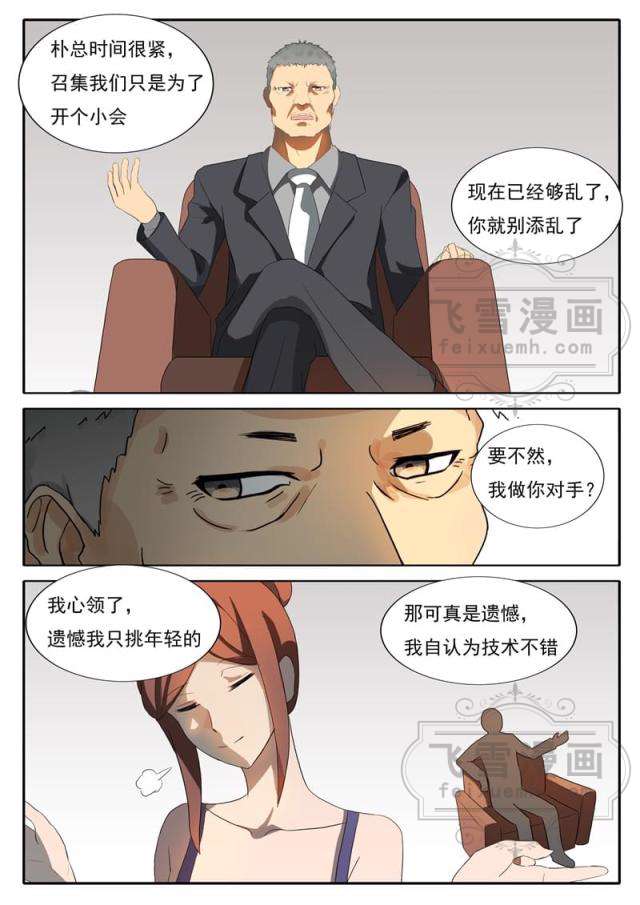 朴总时间很紧，
召集我们只是为了
开个小会
现在已经够乱了，
你就别添乱了
飞雪漫画
feixuemh.com
要不然，
我做你对手？
我心领了，
遗憾我只挑年轻的
那可真是遗憾，
我自认为技术不错
飞雪漫画
feixuemh.com